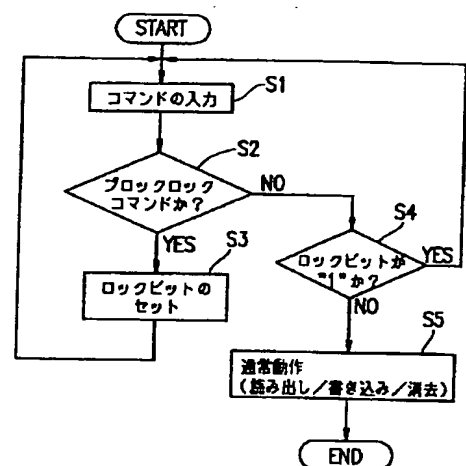 START
コマンドの入力
S1
S2
ブロックロック
コマンドか?
NO
YES
S3
ロックビットの
セット
S4
ロックビットが
"1"か?
YES
NO
S5
通常動作
(読み出し/書き込み/消去)
END